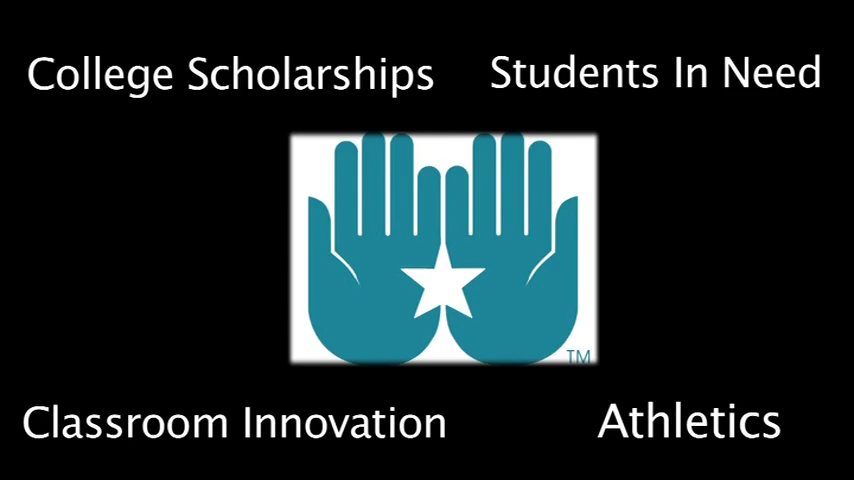 College Scholarships
Students In Need
TM
Classroom Innovation
Athletics